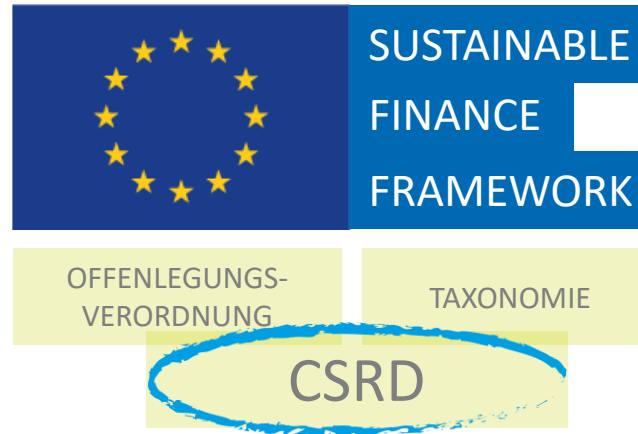 SUSTAINABLE
FINANCE
FRAMEWORK
OFFENLEGUNGS-
VERORDNUNG
TAXONOMIE
CSRD